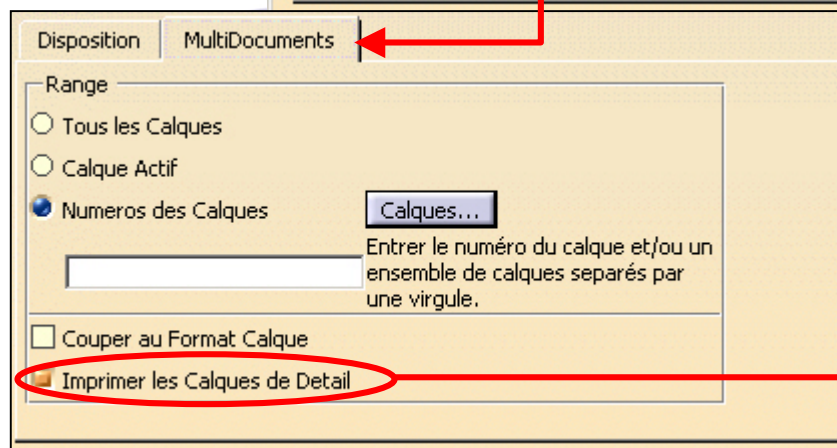 Disposition MultiDocuments
Range
Tous les Calques
Calque Actif
Numeros des Calques Calques...
Entrer le numéro du calque et/ou un
ensemble de calques separés par
une virgule.
Couper au Format Calque
Imprimer les Calques de Detail